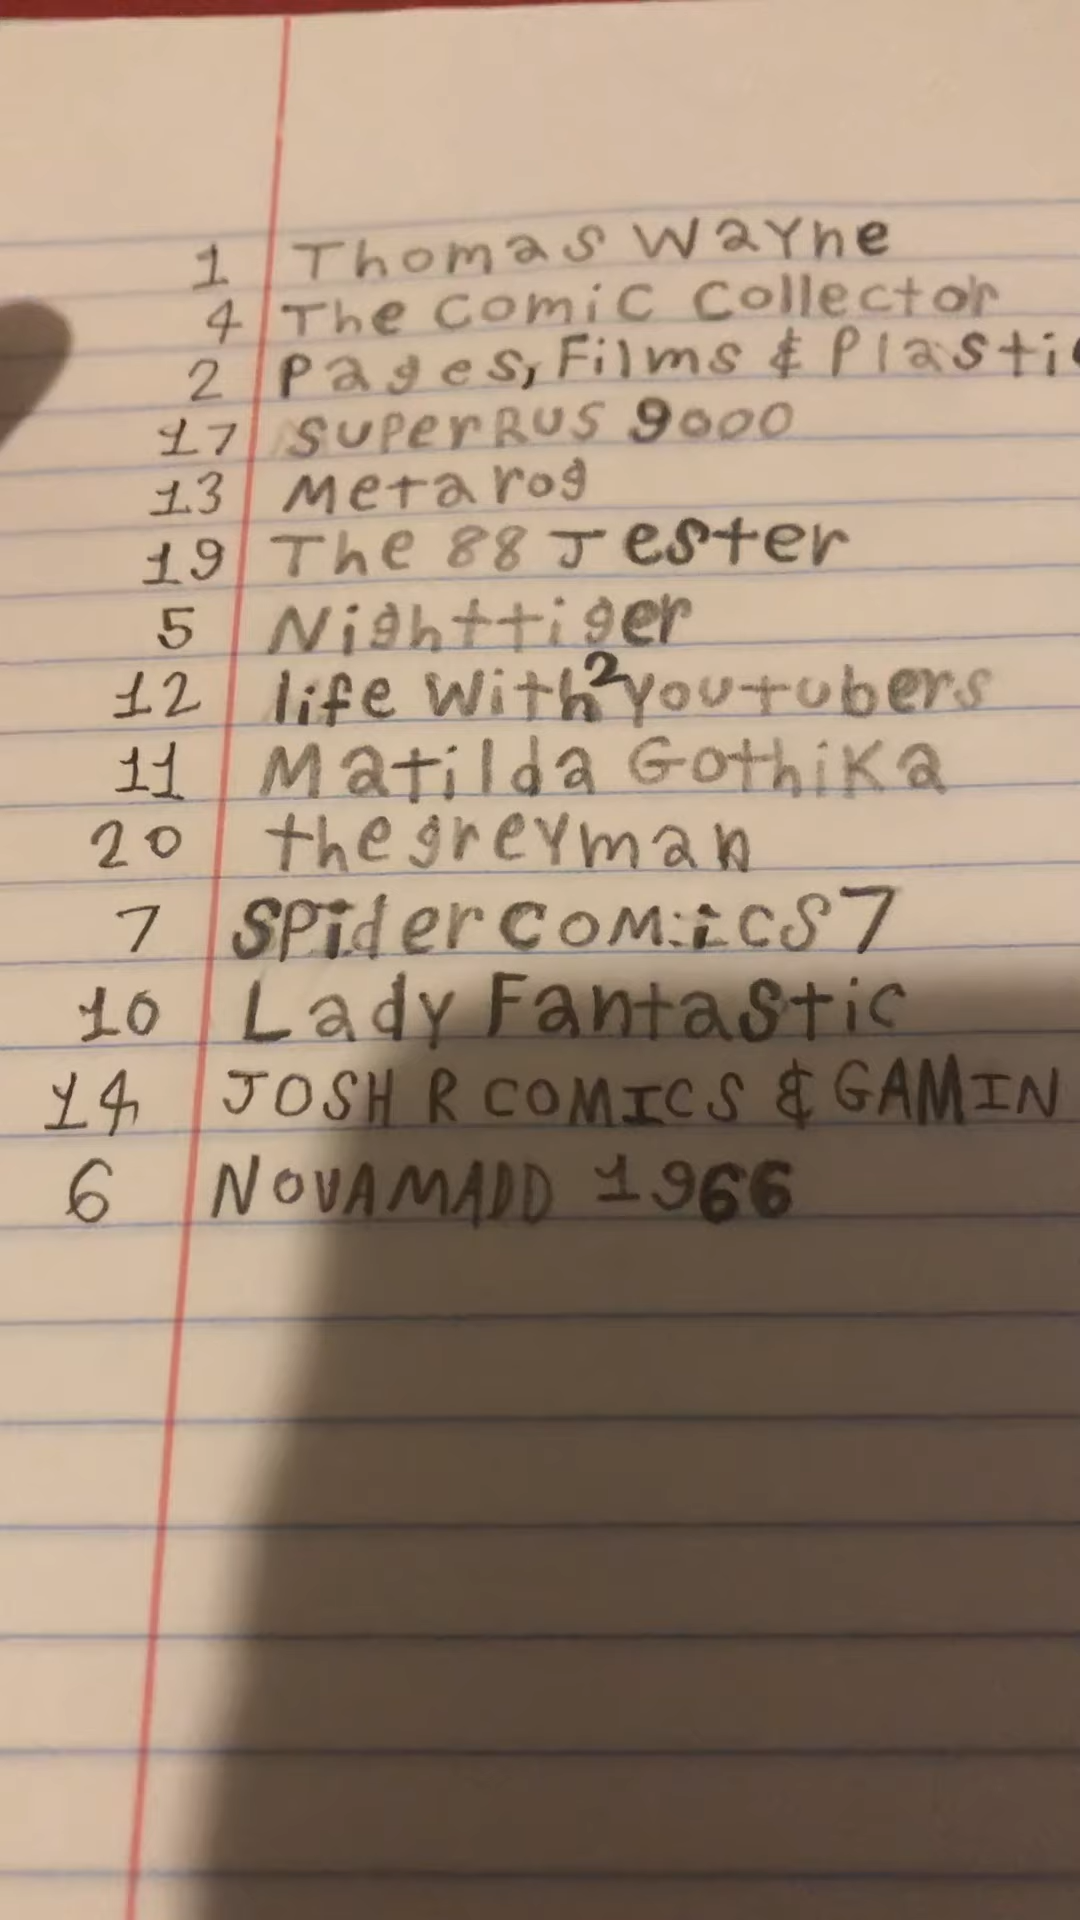 1 Thomas Wayne
4 The Comic Collector
2 Pages, Films & Plasti
17 SuperRUS 9000
13 Metarog
19 The 88 Jester
5 Nighttiger
12 life With 2 Youtubers
11 Matilda Gothika
20 thegreyman
7 Spider COMiCS7
10 Lady Fantastic
14 JOSH R COMICS & GAMIN
6 NOVAMADD 1966